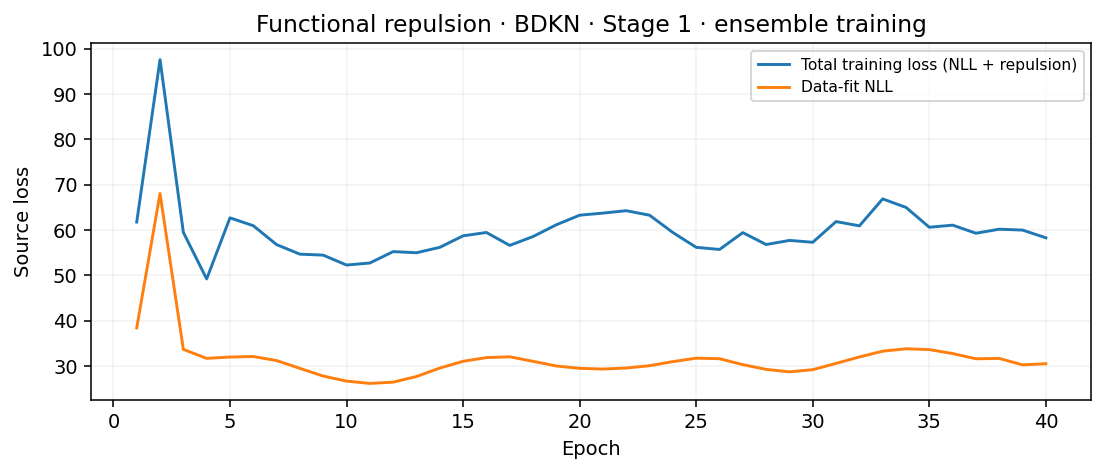 Functional repulsion · BDKN · Stage 1 · ensemble training
Total training loss (NLL + repulsion)
Data-fit NLL
Source loss
100
90
80
70
60
50
40
30
0 5 10 15 20 25 30 35 40
Epoch